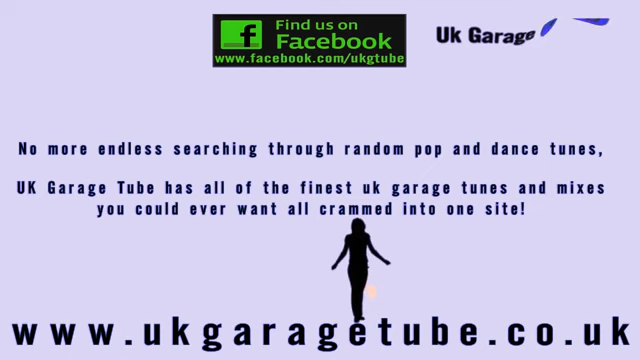 Find us on
Facebook
www.facebook.com/ukgtube
Uk Garage
No more endless searching through random pop and dance tunes,
UK Garage Tube has all of the finest uk garage tunes and mixes
you could ever want all crammed into one site!
www.ukgaragetube.co.uk